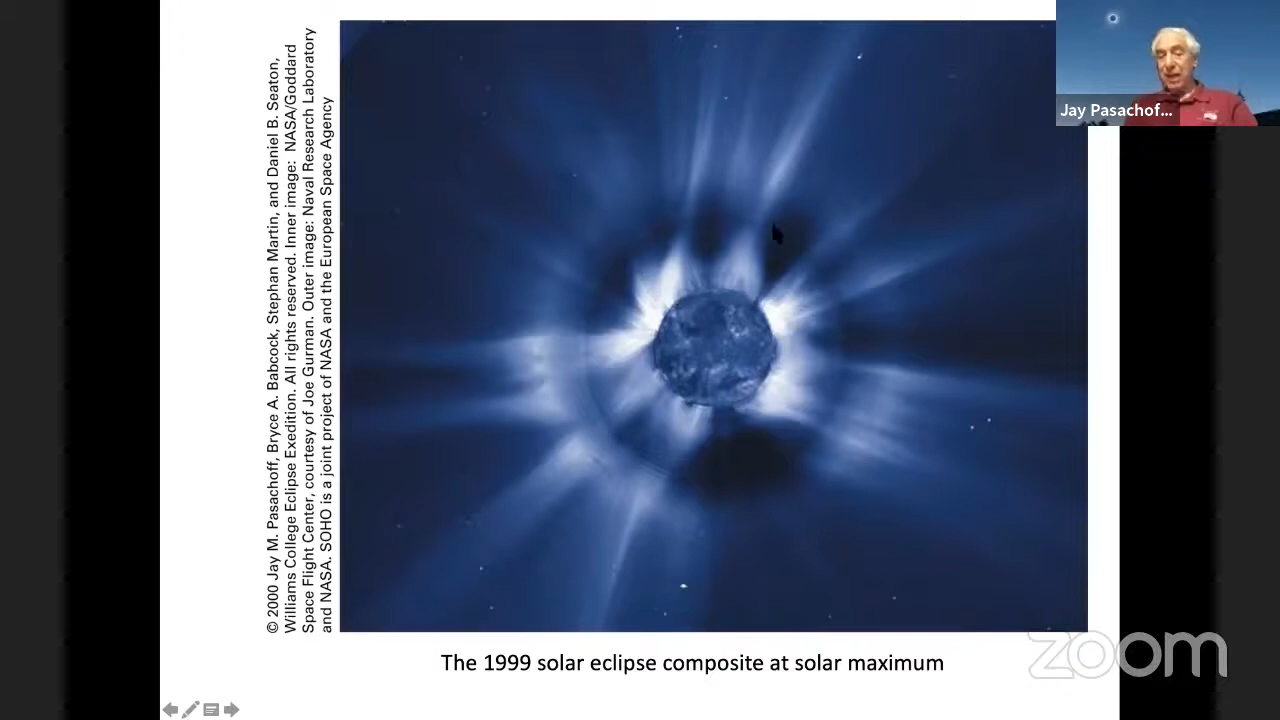 © 2000 Jay M. Pasachoff, Bryce A. Babcock, Stephan Martin, and Daniel B. Seaton,
Williams College Eclipse Exedition. All rights reserved. Inner image: NASA/Goddard
Space Flight Center, courtesy of Joe Gurman. Outer image: Naval Research Laboratory
and NASA. SOHO is a joint project of NASA and the European Space Agency
Jay Pasachof...
The 1999 solar eclipse composite at solar maximum
zoom